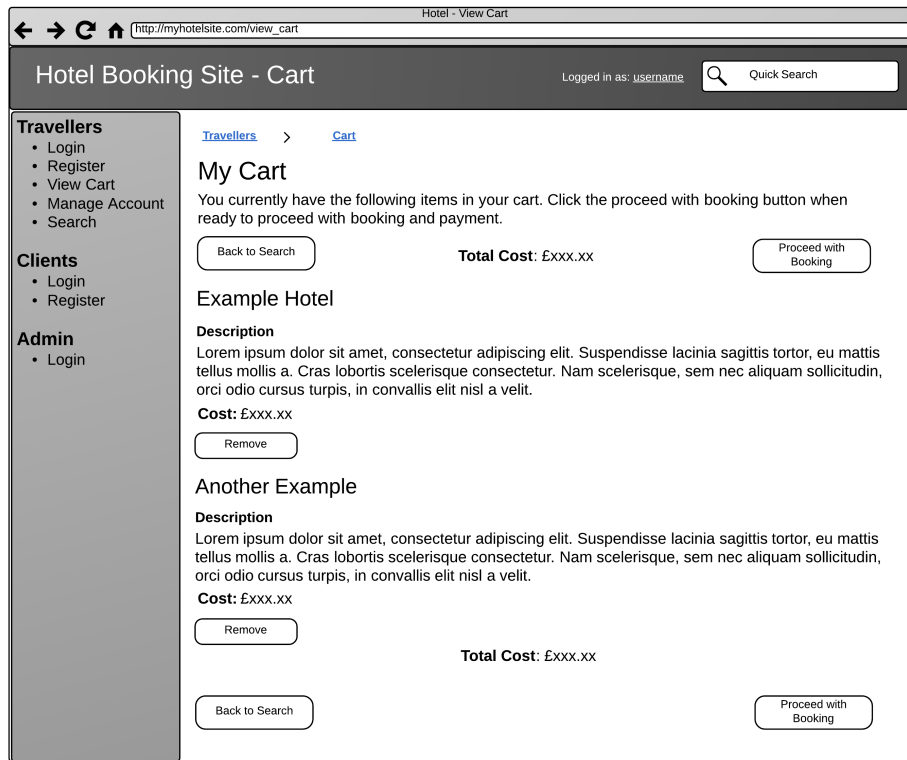 Hotel - View Cart
http://myhotelsite.com/view_cart
Hotel Booking Site - Cart
Logged in as: username
Quick Search
Travellers
• Login
• Register
• View Cart
• Manage Account
• Search
Clients
• Login
• Register
Admin
• Login
Travellers > Cart
My Cart
You currently have the following items in your cart. Click the proceed with booking button when
ready to proceed with booking and payment.
Back to Search
Total Cost: £xxx.xx
Proceed with
Booking
Example Hotel
Description
Lorem ipsum dolor sit amet, consectetur adipiscing elit. Suspendisse lacinia sagittis tortor, eu mattis
tellus mollis a. Cras lobortis scelerisque consectetur. Nam scelerisque, sem nec aliquam sollicitudin,
orci odio cursus turpis, in convallis elit nisl a velit.
Cost: £xxx.xx
Remove
Another Example
Description
Lorem ipsum dolor sit amet, consectetur adipiscing elit. Suspendisse lacinia sagittis tortor, eu mattis
tellus mollis a. Cras lobortis scelerisque consectetur. Nam scelerisque, sem nec aliquam sollicitudin,
orci odio cursus turpis, in convallis elit nisl a velit.
Cost: £xxx.xx
Remove
Total Cost: £xxx.xx
Back to Search
Proceed with
Booking